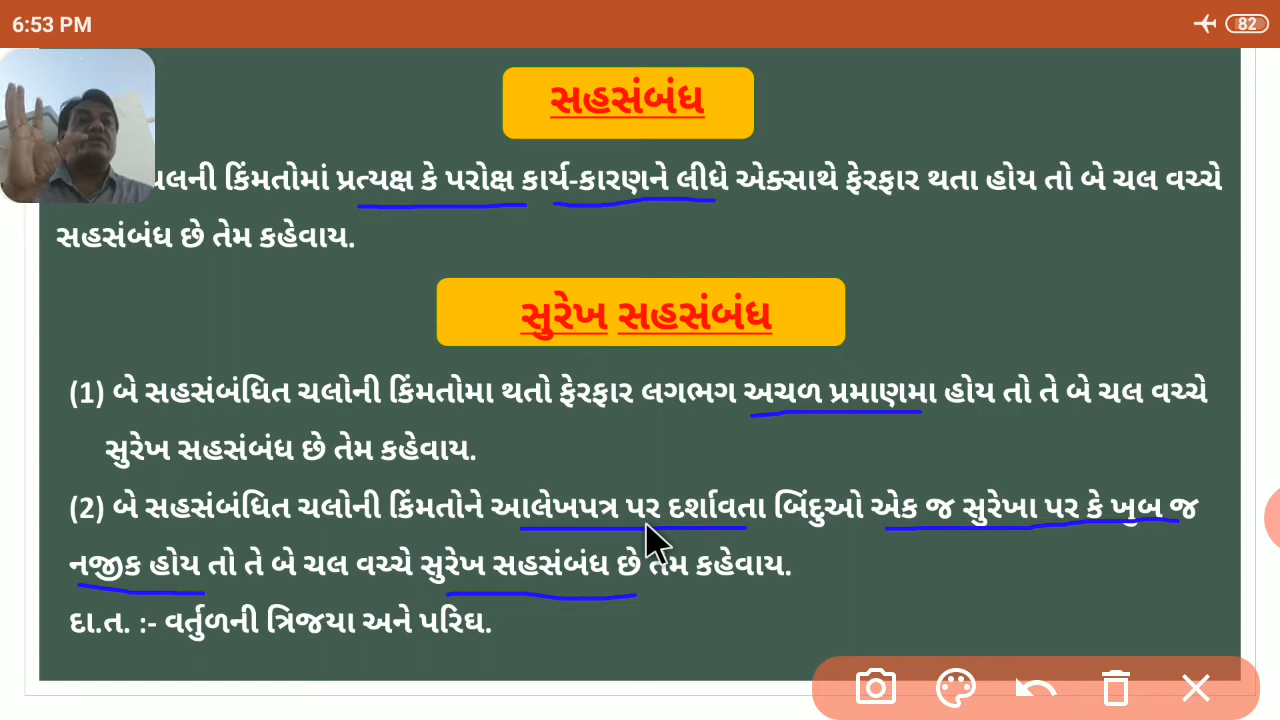 6:53 PM
82
સહસંબંધ
ચલની કિંમતોમાં પ્રત્યક્ષ કે પરોક્ષ કાર્ય-કારણને લીધે એક્સાથે ફેરફાર થતા હોય તો બે ચલ વચ્ચે
સહસંબંધ છે તેમ કહેવાય.
સુરેખ સહસંબંધ
(1) બે સહસંબંધિત ચલોની કિંમતોમા થતો ફેરફાર લગભગ અચળ પ્રમાણમા હોય તો તે બે ચલ વચ્ચે
સુરેખ સહસંબંધ છે તેમ કહેવાય.
(2) બે સહસંબંધિત ચલોની કિંમતોને આલેખપત્ર પર દર્શાવતા બિંદુઓ એક જ સુરેખા પર કે ખુબ જ
નજીક હોય તો તે બે ચલ વચ્ચે સુરેખ સહસંબંધ છે તેમ કહેવાય.
દા.ત. :- વર્તુળની ત્રિજયા અને પરિઘ.